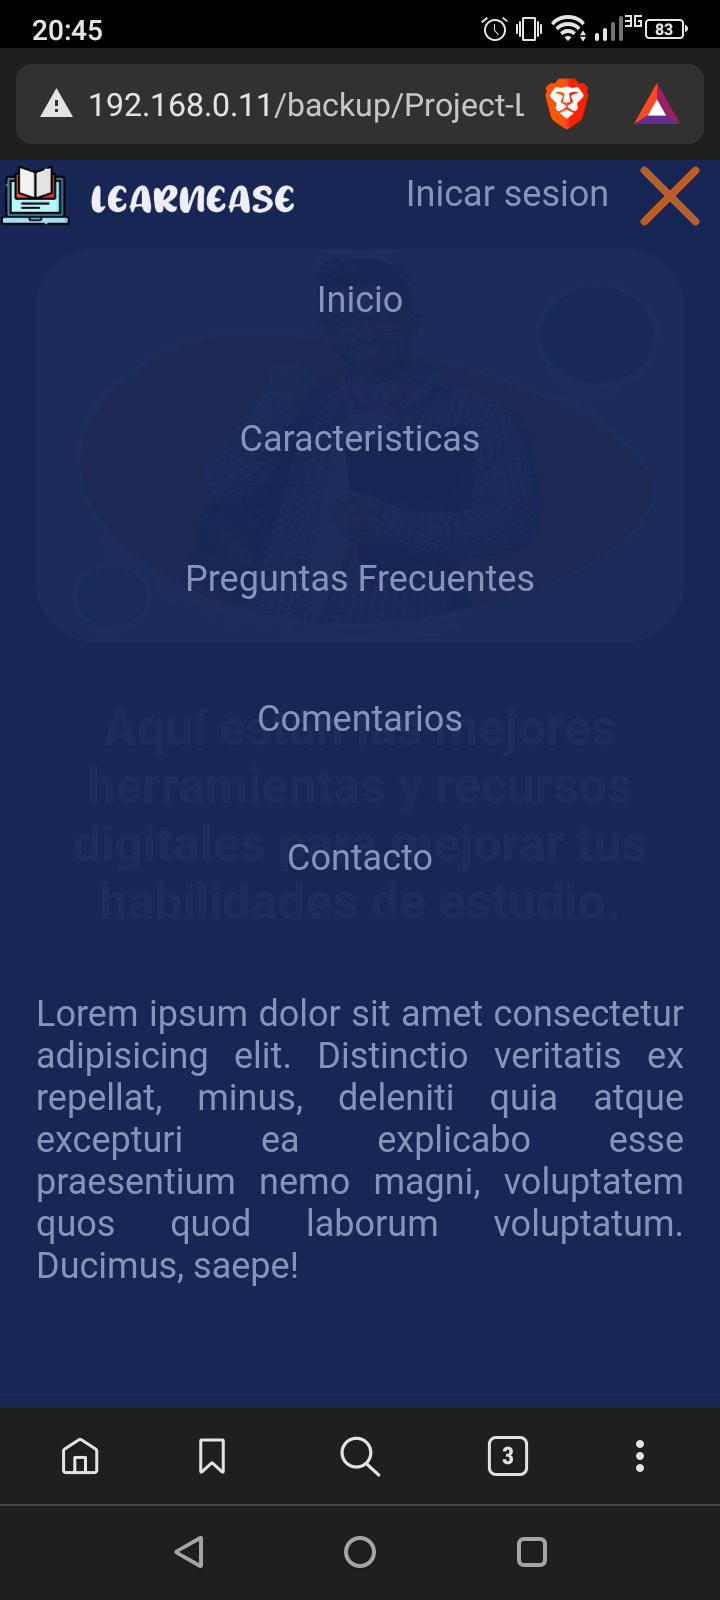 20:45
3G
83
192.168.0.11/backup/Project-L
LEARNEASE
Inicar sesion
Inicio
Caracteristicas
Preguntas Frecuentes
Comentarios
Aquí están las mejores
herramientas y recursos
digitales para mejorar tus
habilidades de estudio.
Contacto
Lorem ipsum dolor sit amet consectetur
adipisicing elit. Distinctio veritatis ex
repellat, minus, deleniti quia atque
excepturi ea explicabo esse
praesentium nemo magni, voluptatem
quos quod laborum voluptatum.
Ducimus, saepe!
3